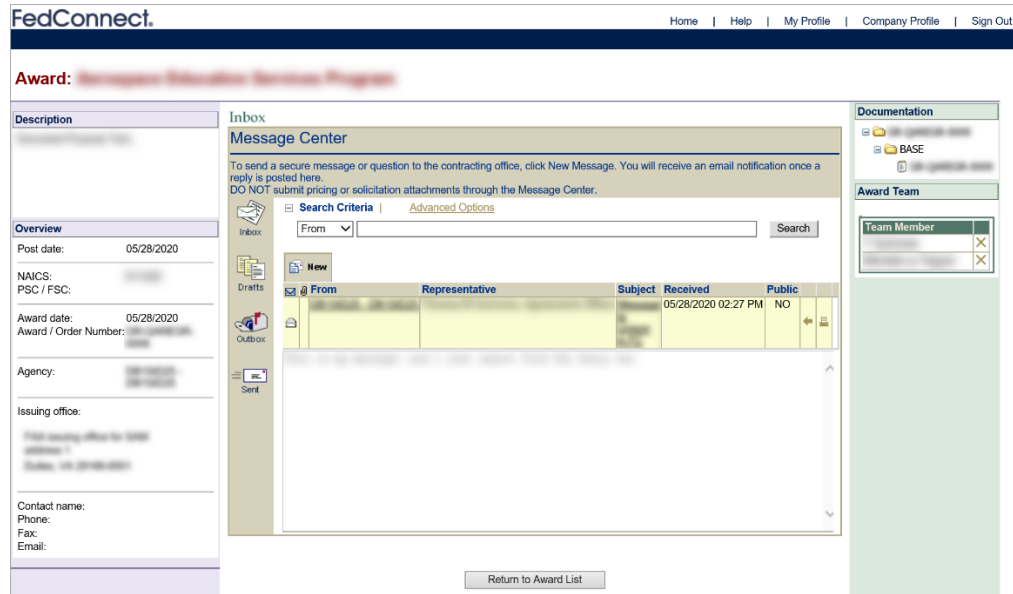 FedConnect.
Home | Help | My Profile | Company Profile | Sign Out
Award:
Description
Overview
Post date: 05/28/2020
NAICS:
PSC / FSC:
Award date: 05/28/2020
Award / Order Number:
Agency:
Issuing office:
Contact name:
Phone:
Fax:
Email:
Inbox
Message Center
To send a secure message or question to the contracting office, click New Message. You will receive an email notification once a
reply is posted here.
DO NOT submit pricing or solicitation attachments through the Message Center.
Inbox
Drafts
Outbox
Sent
Search Criteria | Advanced Options
From Search
New
From Representative Subject Received Public
05/28/2020 02:27 PM NO
Return to Award List
Documentation
BASE
Award Team
Team Member